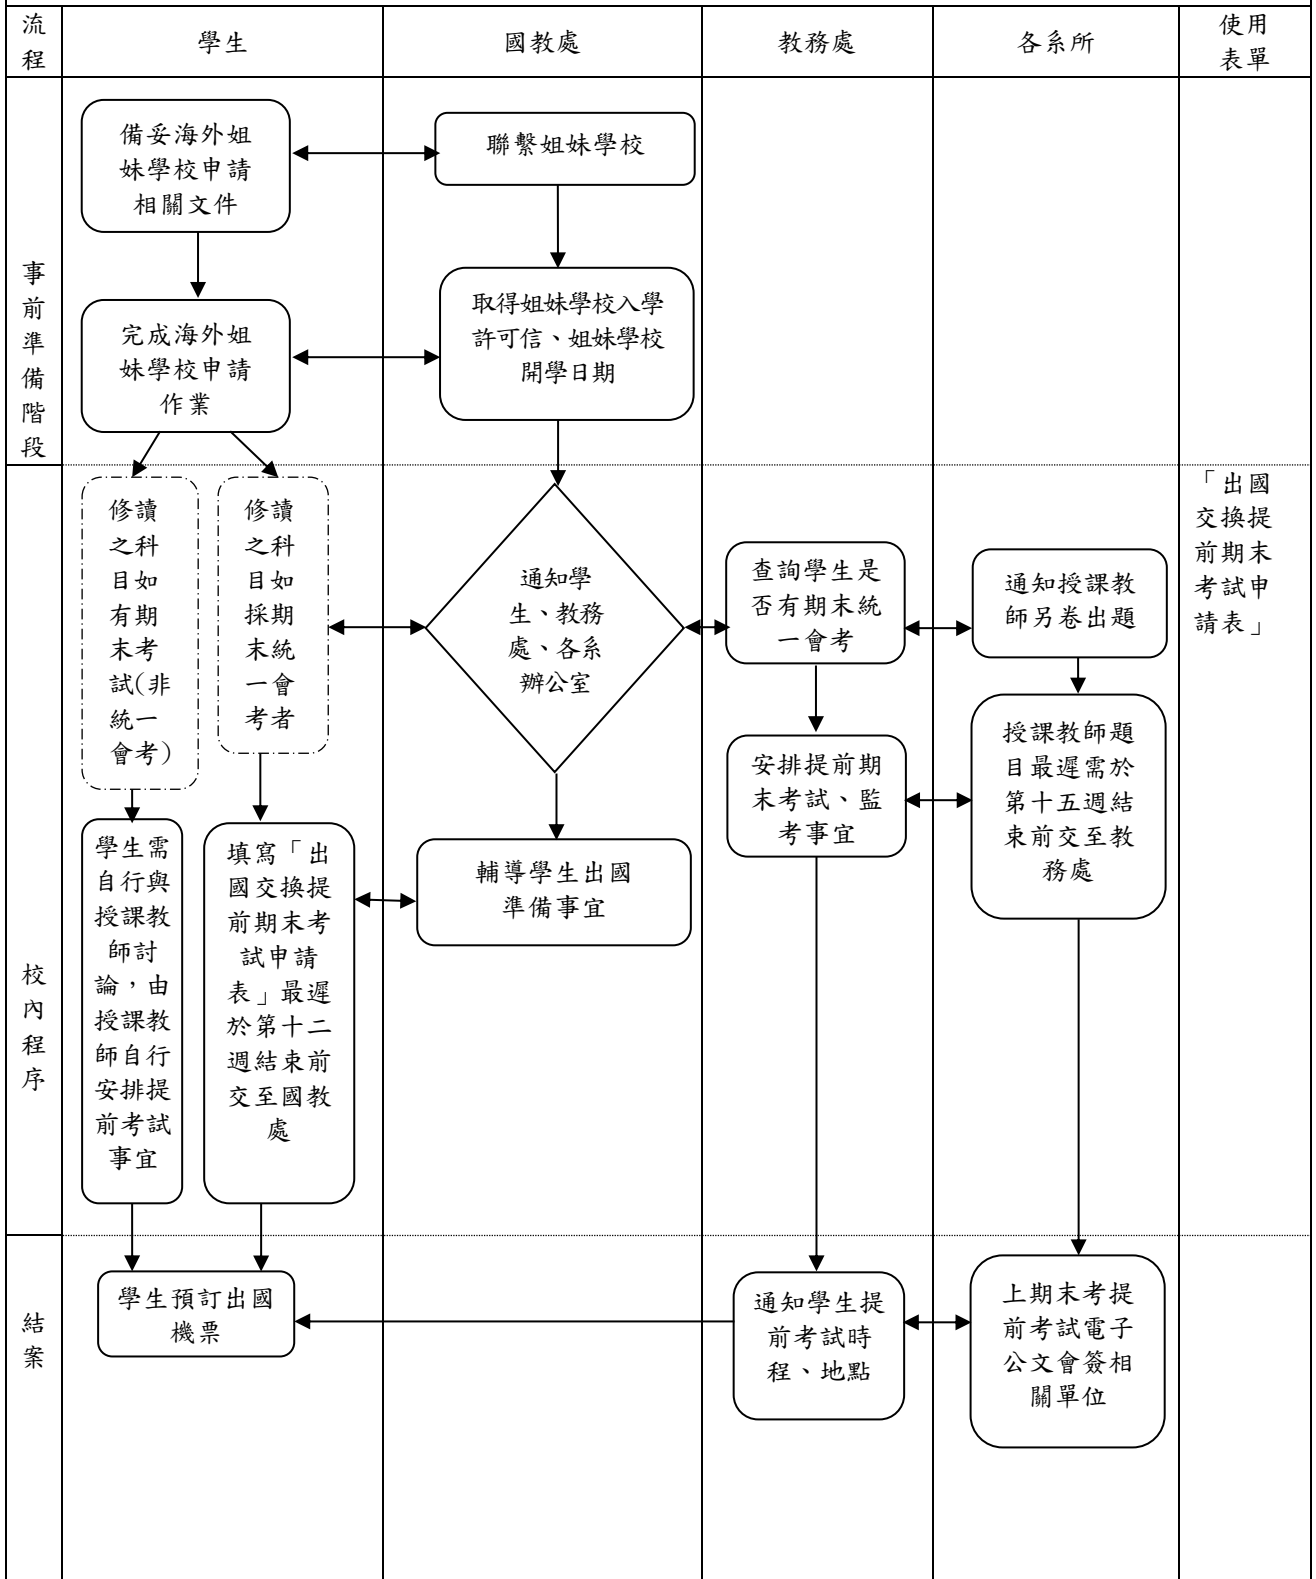 流
程
學生
國教處
教務處
各系所
使用
表單
事
前
準
備
階
段
備妥海外姐
妹學校申請
相關文件
聯繫姐妹學校
完成海外姐
妹學校申請
作業
取得姐妹學校入學
許可信、姐妹學校
開學日期
校
內
程
序
修讀
之科
目如
有期
末考
試(非
統一
會考)
修讀
之科
目如
採期
末統
一會
考者
通知學
生、教務
處、各系
辦公室
查詢學生是
否有期末統
一會考
通知授課教
師另卷出題
「出國
交換提
前期末
考試申
請表」
安排提前期
末考試、監
考事宜
授課教師題
目最遲需於
第十五週結
束前交至教
務處
學生需
自行與
授課教
師討
論，由
授課教
師自行
安排提
前考試
事宜
填寫「出
國交換提
前期末考
試申請
表」最遲
於第十二
週結束前
交至國教
處
輔導學生出國
準備事宜
結
案
學生預訂出國
機票
通知學生提
前考試時
程、地點
上期末考提
前考試電子
公文會簽相
關單位